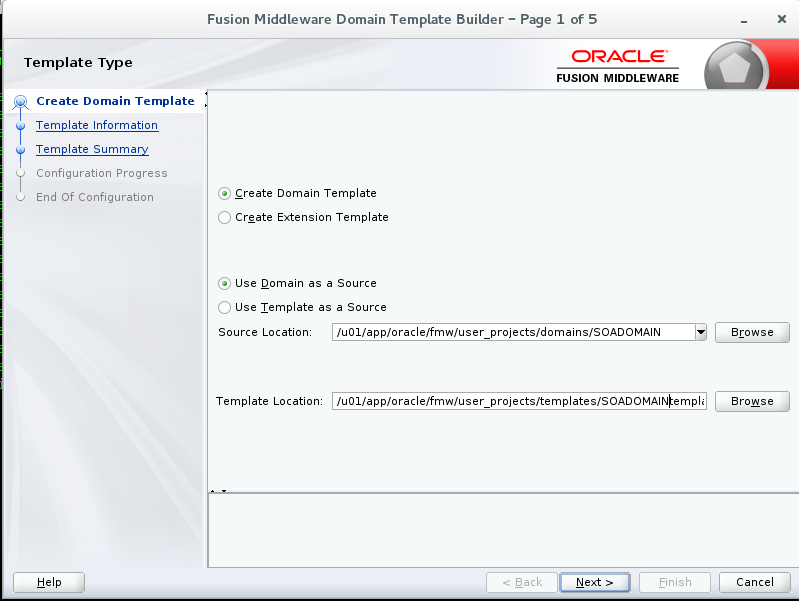 Fusion Middleware Domain Template Builder – Page 1 of 5
Template Type
ORACLE
FUSION MIDDLEWARE
Create Domain Template
Template Information
Template Summary
Configuration Progress
End Of Configuration
Create Domain Template
Create Extension Template
Use Domain as a Source
Use Template as a Source
Source Location: /u01/app/oracle/fmw/user_projects/domains/SOADOMAIN Browse
Template Location: /u01/app/oracle/fmw/user_projects/templates/SOADOMAINtempla Browse
Help < Back Next > Finish Cancel